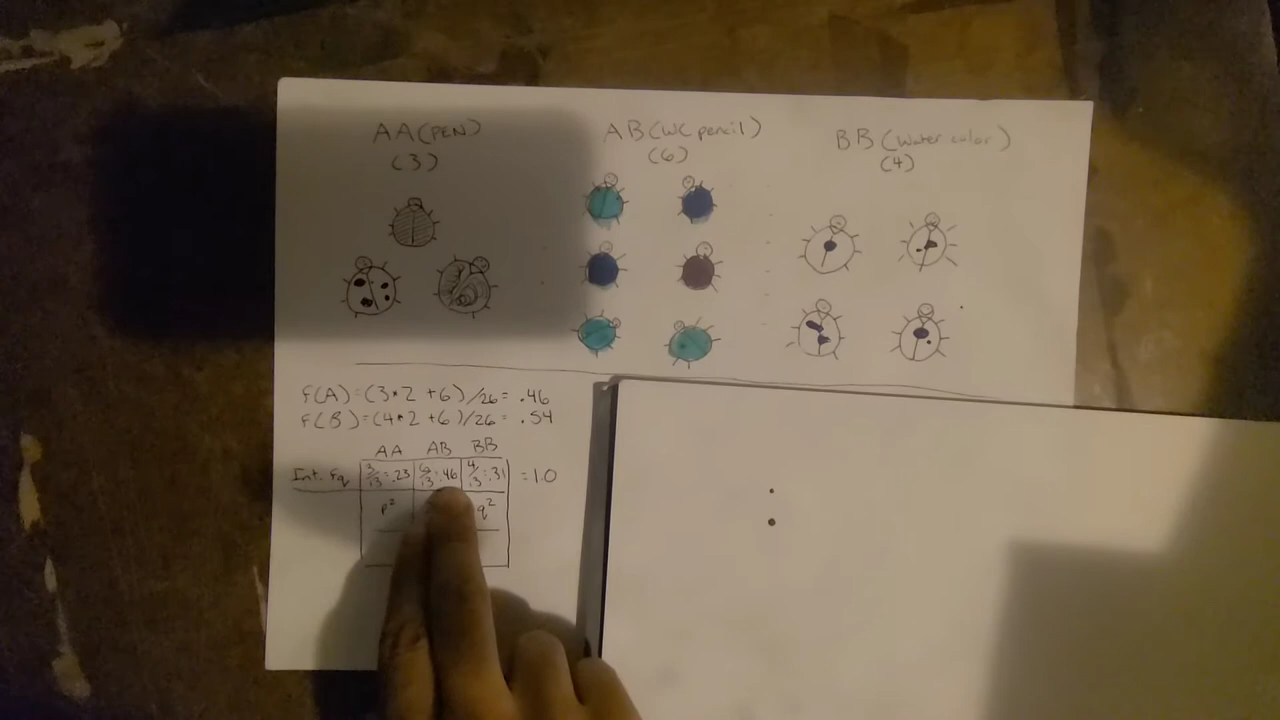 AA (PEN)
(3)
AB (WC pencil)
(6)
BB (Water color)
(4)
f(A) = (3*2 + 6)/26 = .46
f(B) = (4*2 + 6)/26 = .54
AA AB BB
Int. fq 3/13 = .23 6/13 = .46 4/13 = .31 = 1.0
p² q²